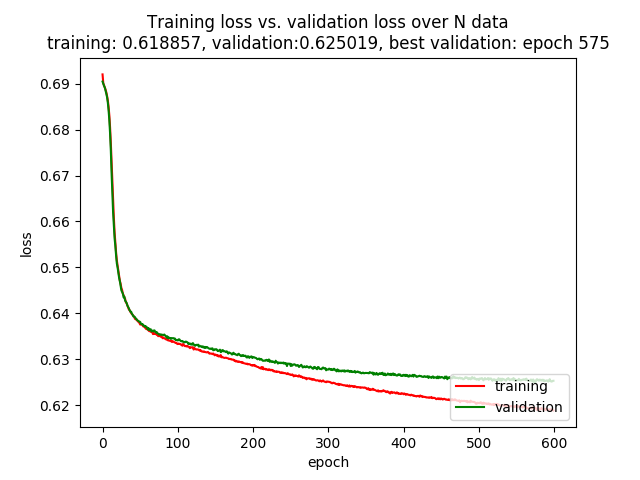 Training loss vs. validation loss over N data
training: 0.618857, validation:0.625019, best validation: epoch 575
0.69
0.68
0.67
0.66
0.65
0.64
0.63
0.62
loss
training
validation
0 100 200 300 400 500 600
epoch